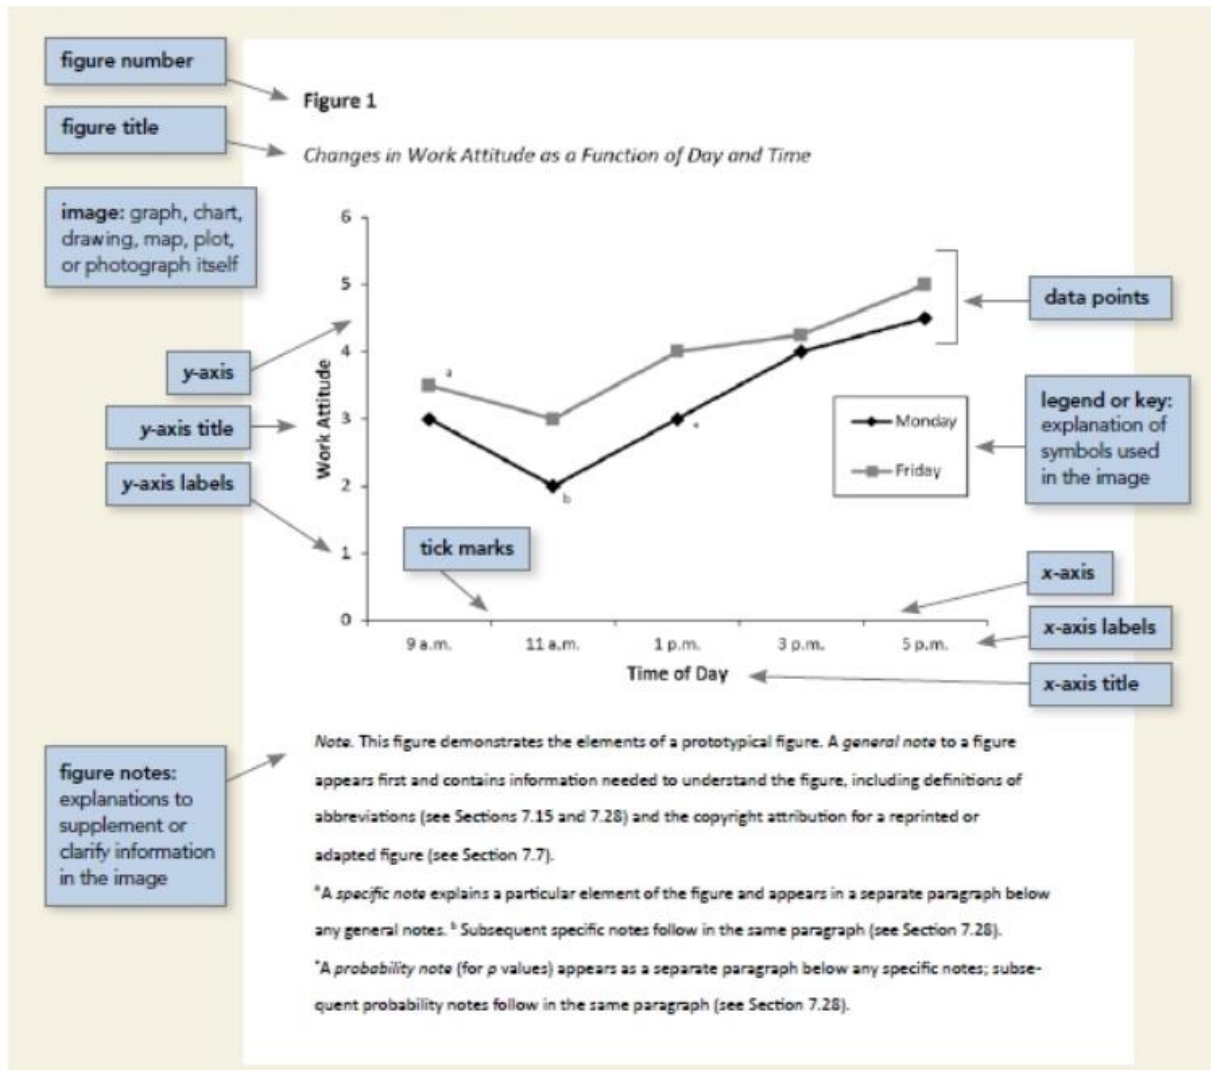 figure number
Figure 1
figure title
Changes in Work Attitude as a Function of Day and Time
image: graph, chart,
drawing, map, plot,
or photograph itself
6
5
4
3
2
1
0
y-axis
y-axis title
y-axis labels
Work Attitude
a
b
*
tick marks
data points
Monday
Friday
legend or key:
explanation of
symbols used
in the image
9 a.m.
11 a.m.
1 p.m.
3 p.m.
5 p.m.
Time of Day
x-axis
x-axis labels
x-axis title
figure notes:
explanations to
supplement or
clarify information
in the image
Note. This figure demonstrates the elements of a prototypical figure. A general note to a figure
appears first and contains information needed to understand the figure, including definitions of
abbreviations (see Sections 7.15 and 7.28) and the copyright attribution for a reprinted or
adapted figure (see Section 7.7).
ᵃA specific note explains a particular element of the figure and appears in a separate paragraph below
any general notes. ᵇ Subsequent specific notes follow in the same paragraph (see Section 7.28).
*A probability note (for p values) appears as a separate paragraph below any specific notes; subse-
quent probability notes follow in the same paragraph (see Section 7.28).